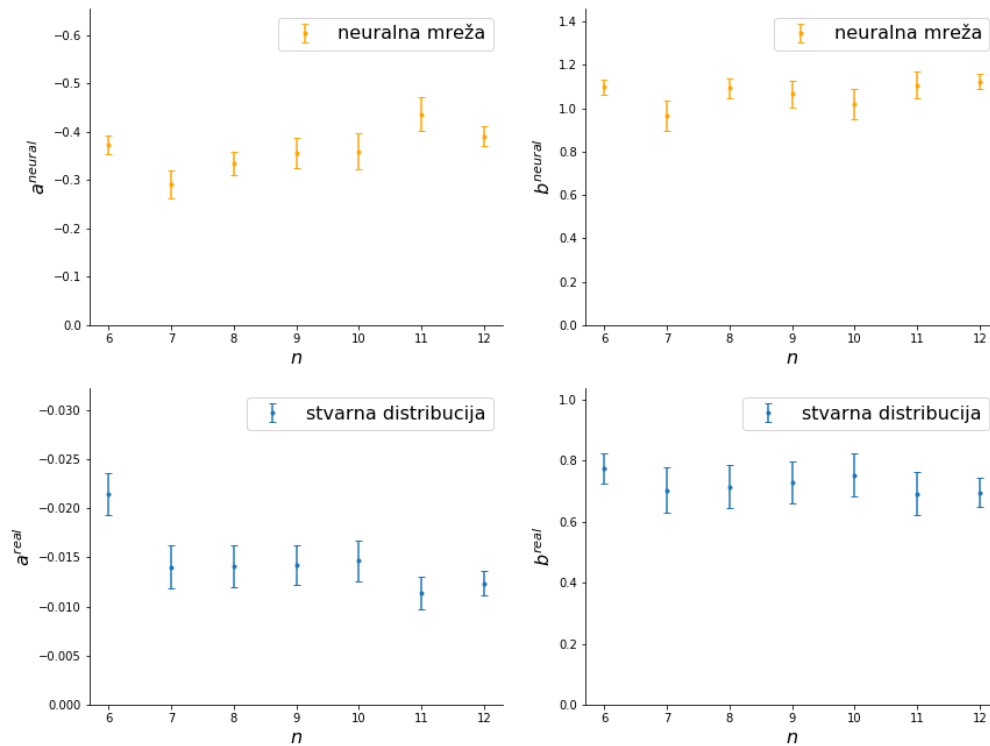 neuralna mreža
−0.6
−0.5
−0.4
−0.3
−0.2
−0.1
0.0
a^{neural}
6 7 8 9 10 11 12
n
neuralna mreža
1.4
1.2
1.0
0.8
0.6
0.4
0.2
0.0
b^{neural}
6 7 8 9 10 11 12
n
stvarna distribucija
−0.030
−0.025
−0.020
−0.015
−0.010
−0.005
0.000
a^{real}
6 7 8 9 10 11 12
n
stvarna distribucija
1.0
0.8
0.6
0.4
0.2
0.0
b^{real}
6 7 8 9 10 11 12
n